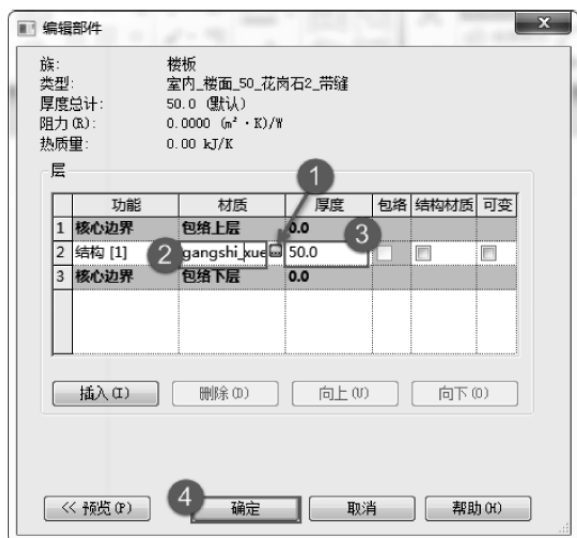 编辑部件
族: 楼板
类型: 室内_楼面_50_花岗石2_带缝
厚度总计: 50.0 (默认)
阻力(R): 0.0000 (m²·K)/W
热质量: 0.00 kJ/K
层
1
功能 材质 厚度 包络 结构材质 可变
1 核心边界 包络上层 0.0
3
2 结构 [1] 2 gangshi_xue 50.0
3 核心边界 包络下层 0.0
插入(I) 删除(D) 向上(U) 向下(O)
4
<< 预览(P) 确定 取消 帮助(H)